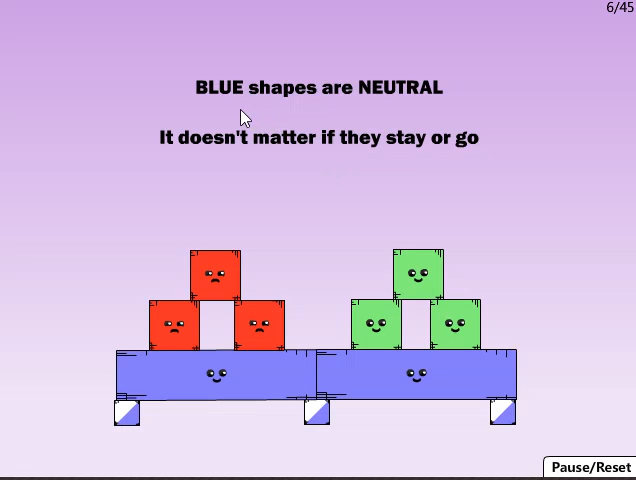 6/45
BLUE shapes are NEUTRAL
It doesn't matter if they stay or go
Pause/Reset